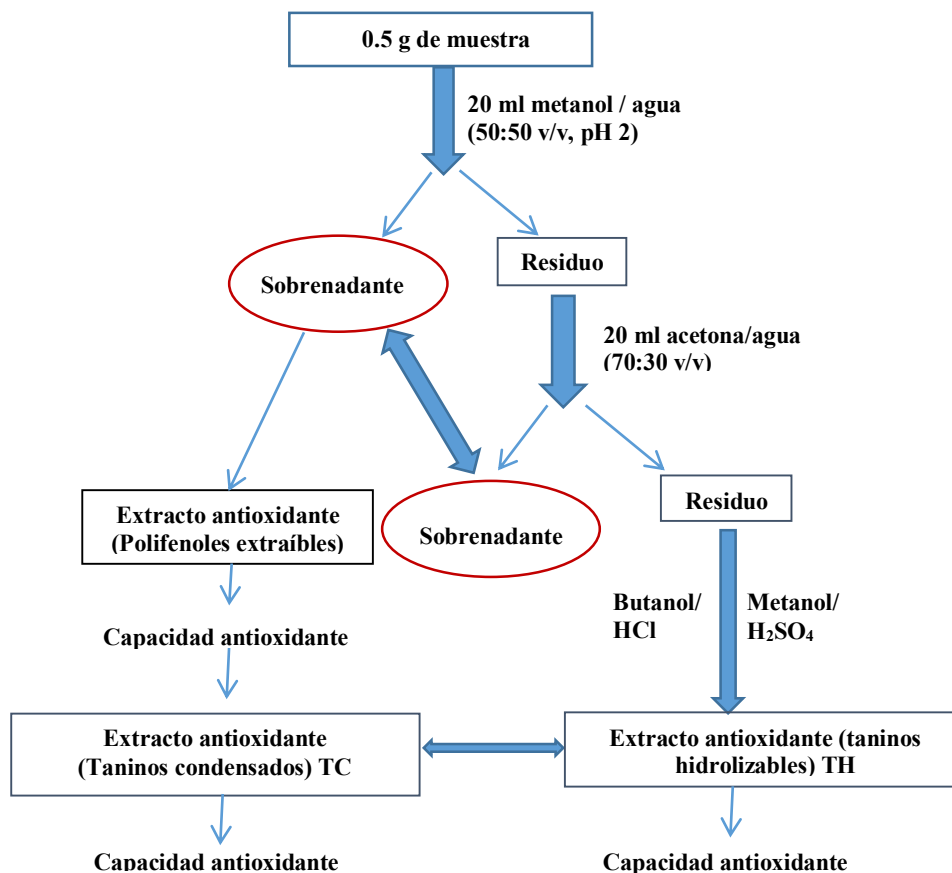 0.5 g de muestra
20 ml metanol / agua
(50:50 v/v, pH 2)
Sobrenadante
Residuo
20 ml acetona/agua
(70:30 v/v)
Extracto antioxidante
(Polifenoles extraíbles)
Sobrenadante
Residuo
Butanol/
HCl
Metanol/
H₂SO₄
Capacidad antioxidante
Extracto antioxidante
(Taninos condensados) TC
Extracto antioxidante (taninos
hidrolizables) TH
Capacidad antioxidante
Capacidad antioxidante